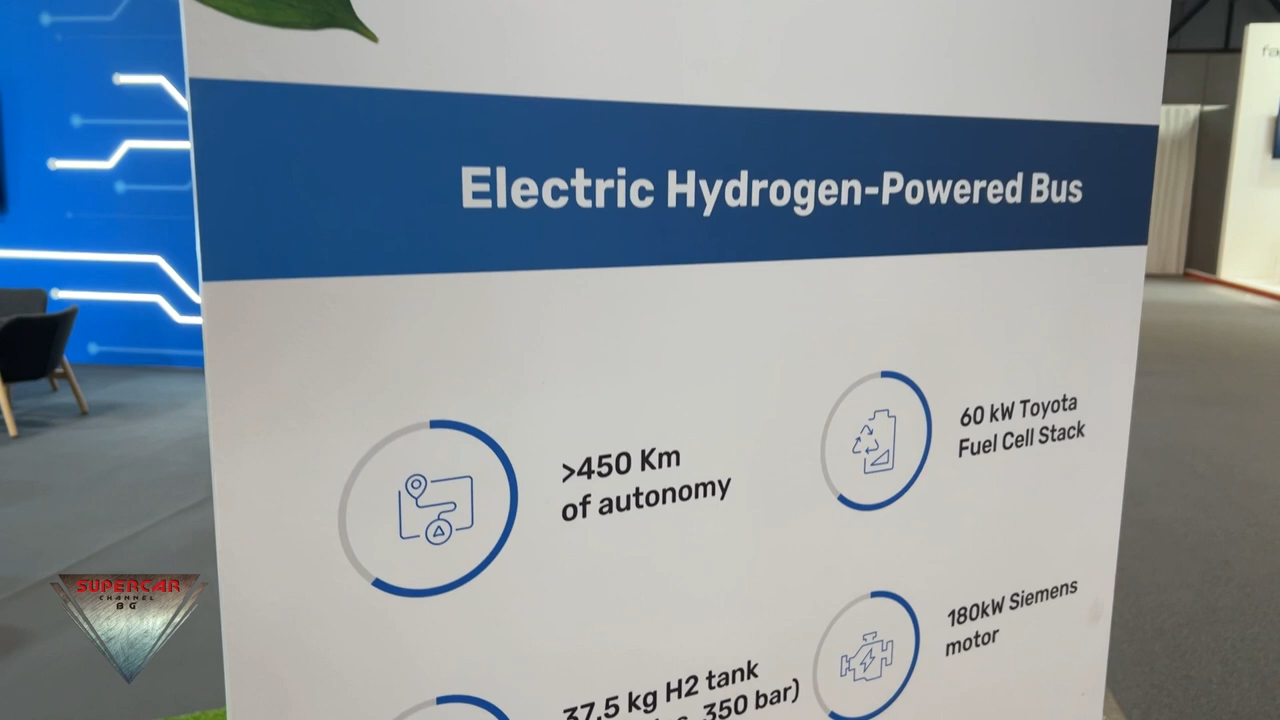 Electric Hydrogen-Powered Bus
>450 Km
of autonomy
60 kW Toyota
Fuel Cell Stack
180kW Siemens
motor
37.5 kg H2 tank
350 bar)
SUPERCAR
CHANNEL
BG